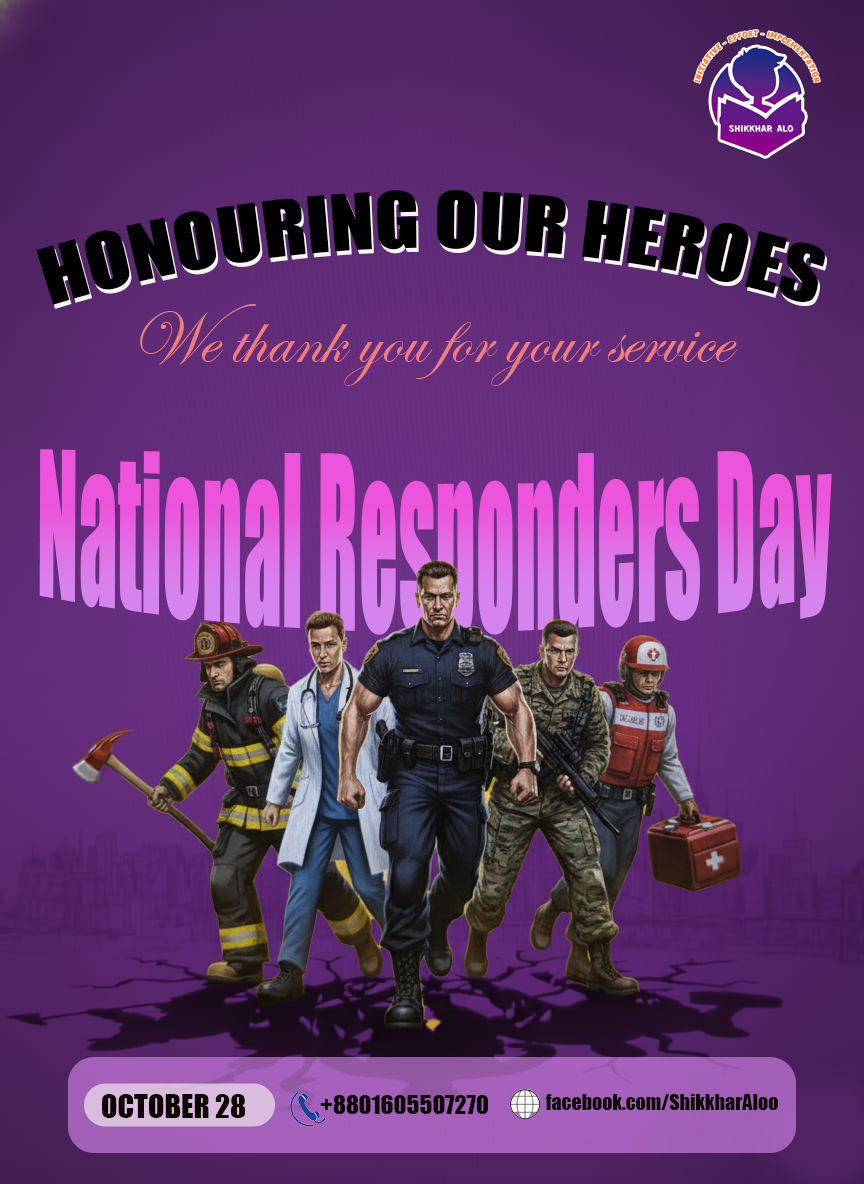 INITIATIVE - EFFORT - IMPLEMENTATION
SHIKKHAR ALO
HONOURING OUR HEROES
We thank you for your service
National Responders Day
OCTOBER 28
+8801605507270
facebook.com/ShikkharAloo